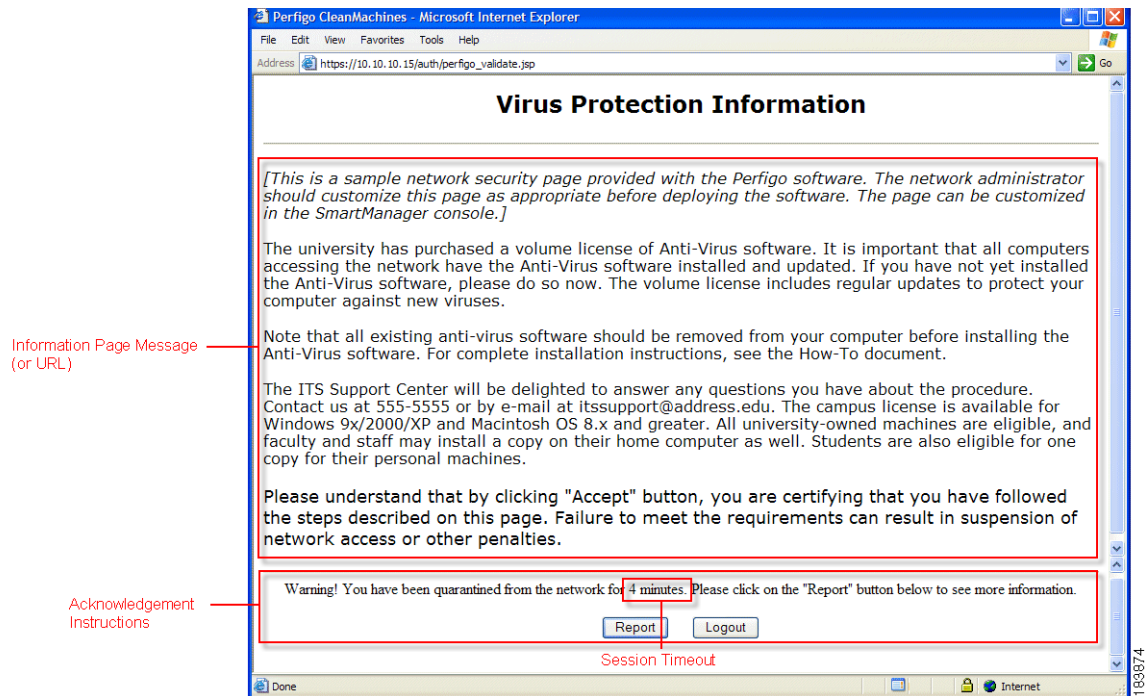 Perfigo CleanMachines - Microsoft Internet Explorer
File Edit View Favorites Tools Help
Address https://10.10.10.15/auth/perfigo_validate.jsp Go
Virus Protection Information
[This is a sample network security page provided with the Perfigo software. The network administrator
should customize this page as appropriate before deploying the software. The page can be customized
in the SmartManager console.]
The university has purchased a volume license of Anti-Virus software. It is important that all computers
accessing the network have the Anti-Virus software installed and updated. If you have not yet installed
the Anti-Virus software, please do so now. The volume license includes regular updates to protect your
computer against new viruses.
Note that all existing anti-virus software should be removed from your computer before installing the
Anti-Virus software. For complete installation instructions, see the How-To document.
Information Page Message
(or URL)
The ITS Support Center will be delighted to answer any questions you have about the procedure.
Contact us at 555-5555 or by e-mail at itssupport@address.edu. The campus license is available for
Windows 9x/2000/XP and Macintosh OS 8.x and greater. All university-owned machines are eligible, and
faculty and staff may install a copy on their home computer as well. Students are also eligible for one
copy for their personal machines.
Please understand that by clicking "Accept" button, you are certifying that you have followed
the steps described on this page. Failure to meet the requirements can result in suspension of
network access or other penalties.
Warning! You have been quarantined from the network for 4 minutes. Please click on the "Report" button below to see more information.
Acknowledgement
Instructions
Report Logout
Session Timeout
Done Internet
183874